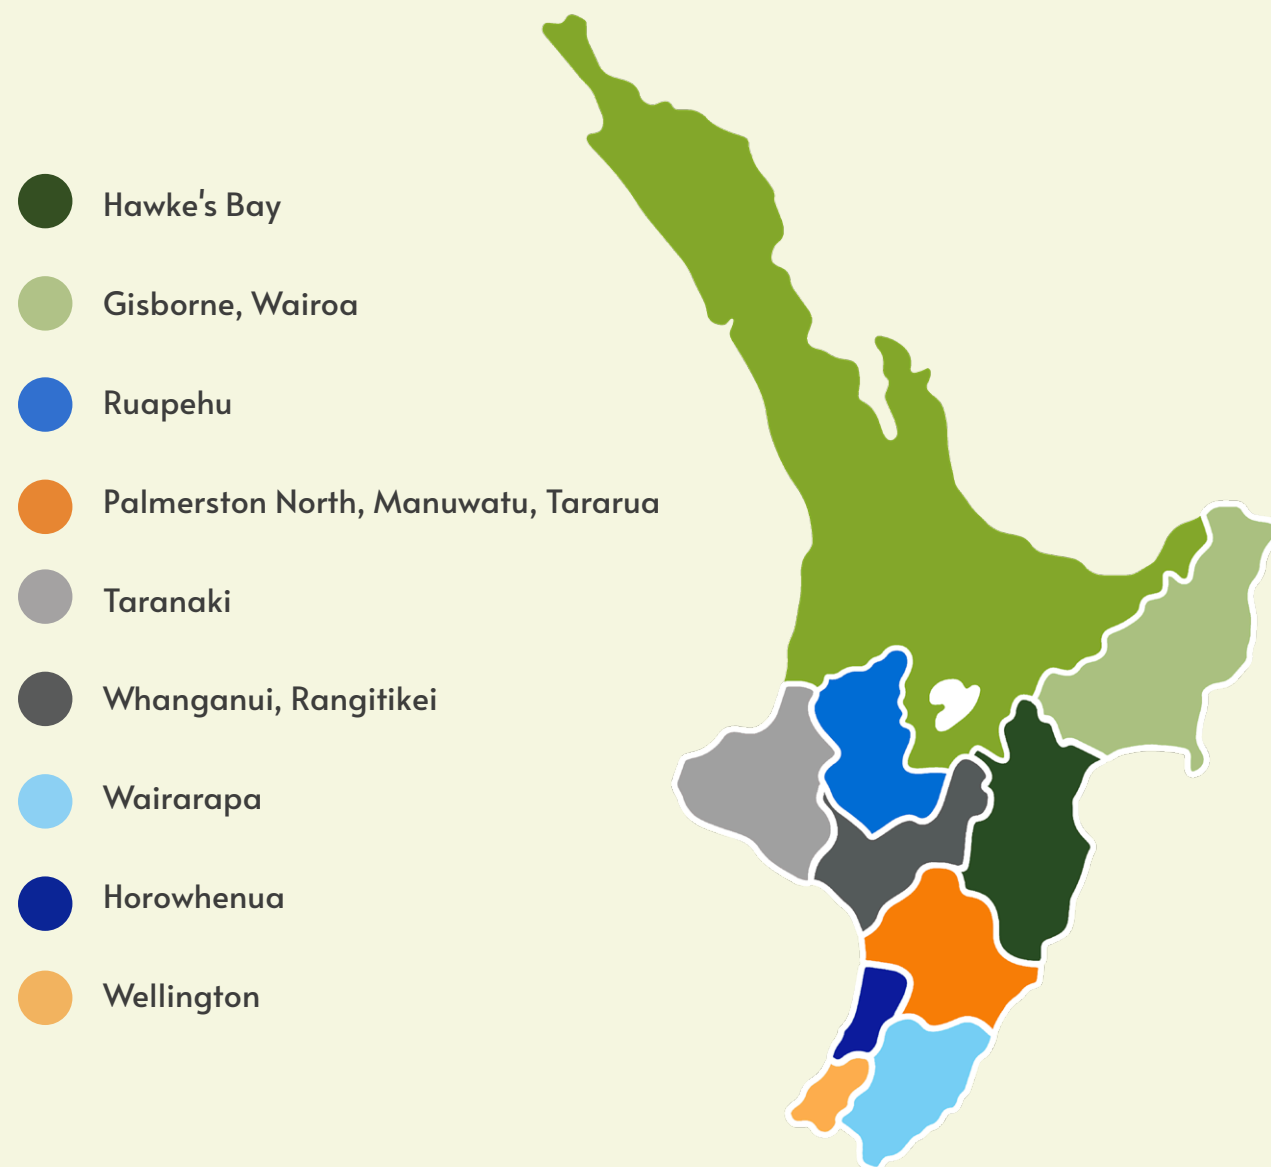 Hawke's Bay
Gisborne, Wairoa
Ruapehu
Palmerston North, Manuwatu, Tararua
Taranaki
Whanganui, Rangitikei
Wairarapa
Horowhenua
Wellington